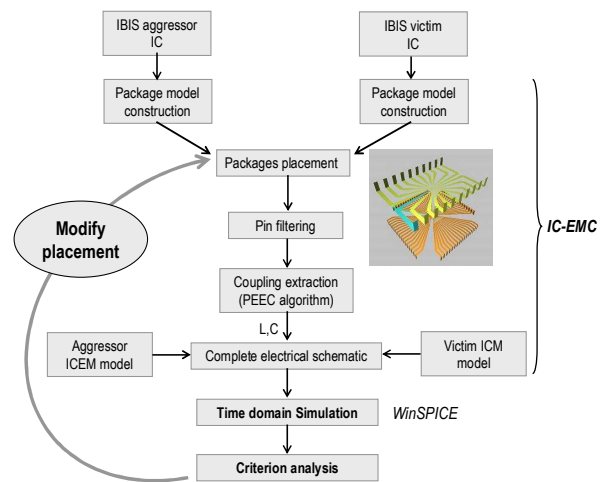 IBIS aggressor
IC
IBIS victim
IC
Package model
construction
Package model
construction
Packages placement
Modify
placement
Pin filtering
IC-EMC
Coupling extraction
(PEEC algorithm)
L,C
Aggressor
ICEM model
Complete electrical schematic
Victim ICM
model
Time domain Simulation
WinSPICE
Criterion analysis